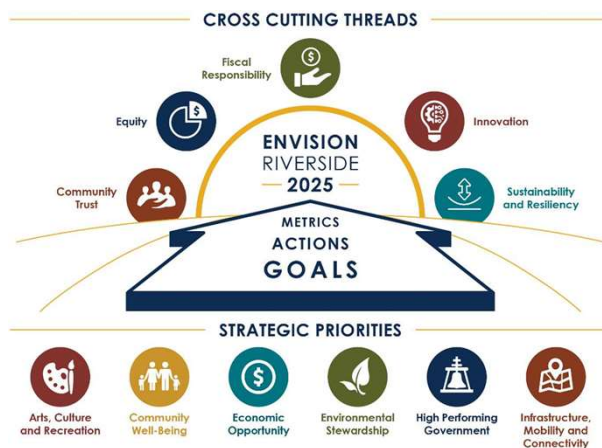 CROSS CUTTING THREADS
Fiscal
Responsibility
Equity
Innovation
Community
Trust
Sustainability
and Resiliency
ENVISION
RIVERSIDE
2025
METRICS
ACTIONS
GOALS
STRATEGIC PRIORITIES
Arts, Culture
and Recreation
Community
Well-Being
Economic
Opportunity
Environmental
Stewardship
High Performing
Government
Infrastructure,
Mobility and
Connectivity
$
$
$